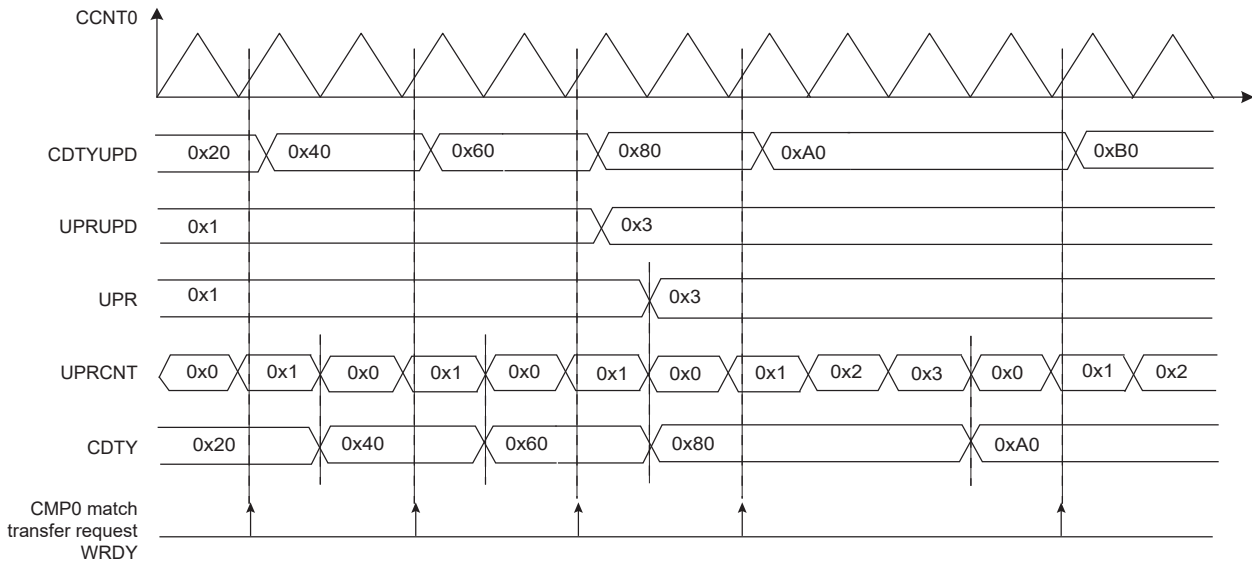 CCNT0
CDTYUPD 0x20 0x40 0x60 0x80 0xA0 0xB0
UPRUPD 0x1 0x3
UPR 0x1 0x3
UPRCNT 0x0 0x1 0x0 0x1 0x0 0x1 0x0 0x1 0x2 0x3 0x0 0x1 0x2
CDTY 0x20 0x40 0x60 0x80 0xA0
CMP0 match
transfer request
WRDY